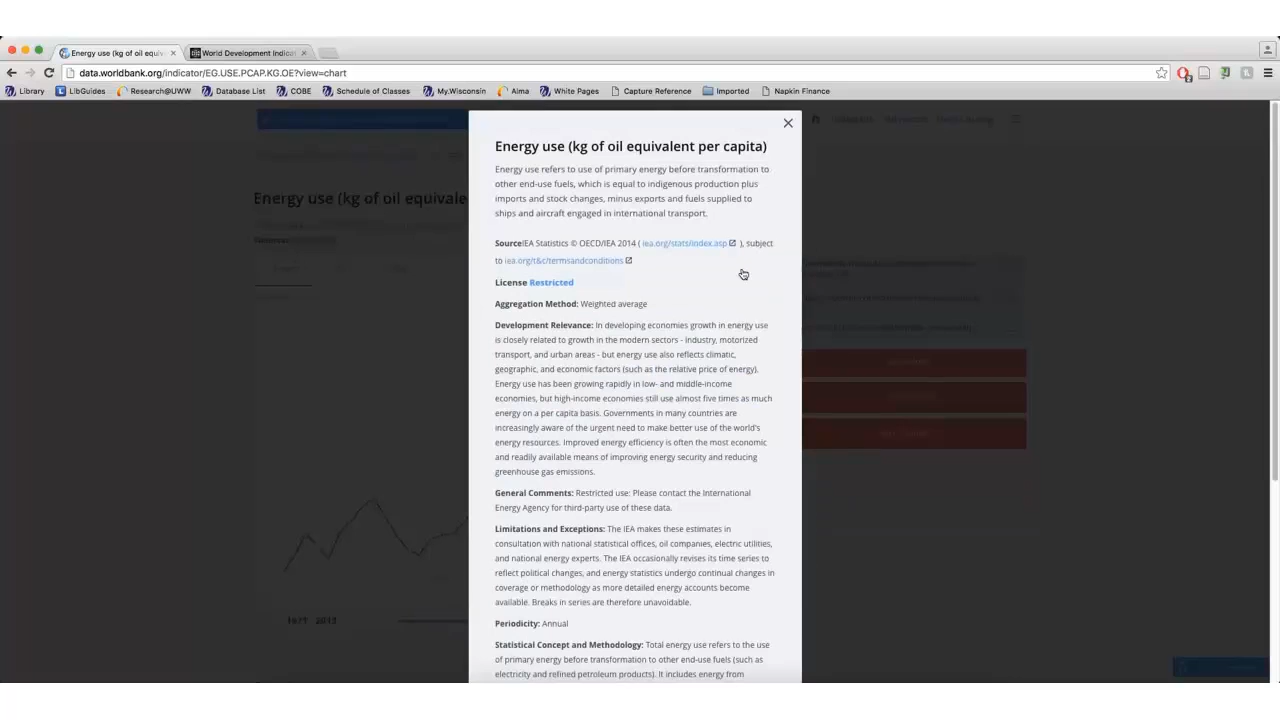 Energy use (kg of oil equiv
World Development Indicat
data.worldbank.org/indicator/EG.USE.PCAP.KG.OE?view=chart
Library LibGuides Research@UWW Database List COBE Schedule of Classes My.Wisconsin Aima White Pages Capture Reference Imported Napkin Finance
Energy use (kg of oil equivale
1971 2013
Energy use (kg of oil equivalent per capita)
Energy use refers to use of primary energy before transformation to
other end-use fuels, which is equal to indigenous production plus
imports and stock changes, minus exports and fuels supplied to
ships and aircraft engaged in international transport.
SourceIEA Statistics © OECD/IEA 2014 ( iea.org/stats/index.asp ), subject
to iea.org/t&c/termsandconditions
License Restricted
Aggregation Method: Weighted average
Development Relevance: In developing economies growth in energy use
is closely related to growth in the modern sectors - industry, motorized
transport, and urban areas - but energy use also reflects climatic,
geographic, and economic factors (such as the relative price of energy).
Energy use has been growing rapidly in low- and middle-income
economies, but high-income economies still use almost five times as much
energy on a per capita basis. Governments in many countries are
increasingly aware of the urgent need to make better use of the world's
energy resources. Improved energy efficiency is often the most economic
and readily available means of improving energy security and reducing
greenhouse gas emissions.
General Comments: Restricted use: Please contact the International
Energy Agency for third-party use of these data.
Limitations and Exceptions: The IEA makes these estimates in
consultation with national statistical offices, oil companies, electric utilities,
and national energy experts. The IEA occasionally revises its time series to
reflect political changes, and energy statistics undergo continual changes in
coverage or methodology as more detailed energy accounts become
available. Breaks in series are therefore unavoidable.
Periodicity: Annual
Statistical Concept and Methodology: Total energy use refers to the use
of primary energy before transformation to other end-use fuels (such as
electricity and refined petroleum products). It includes energy from